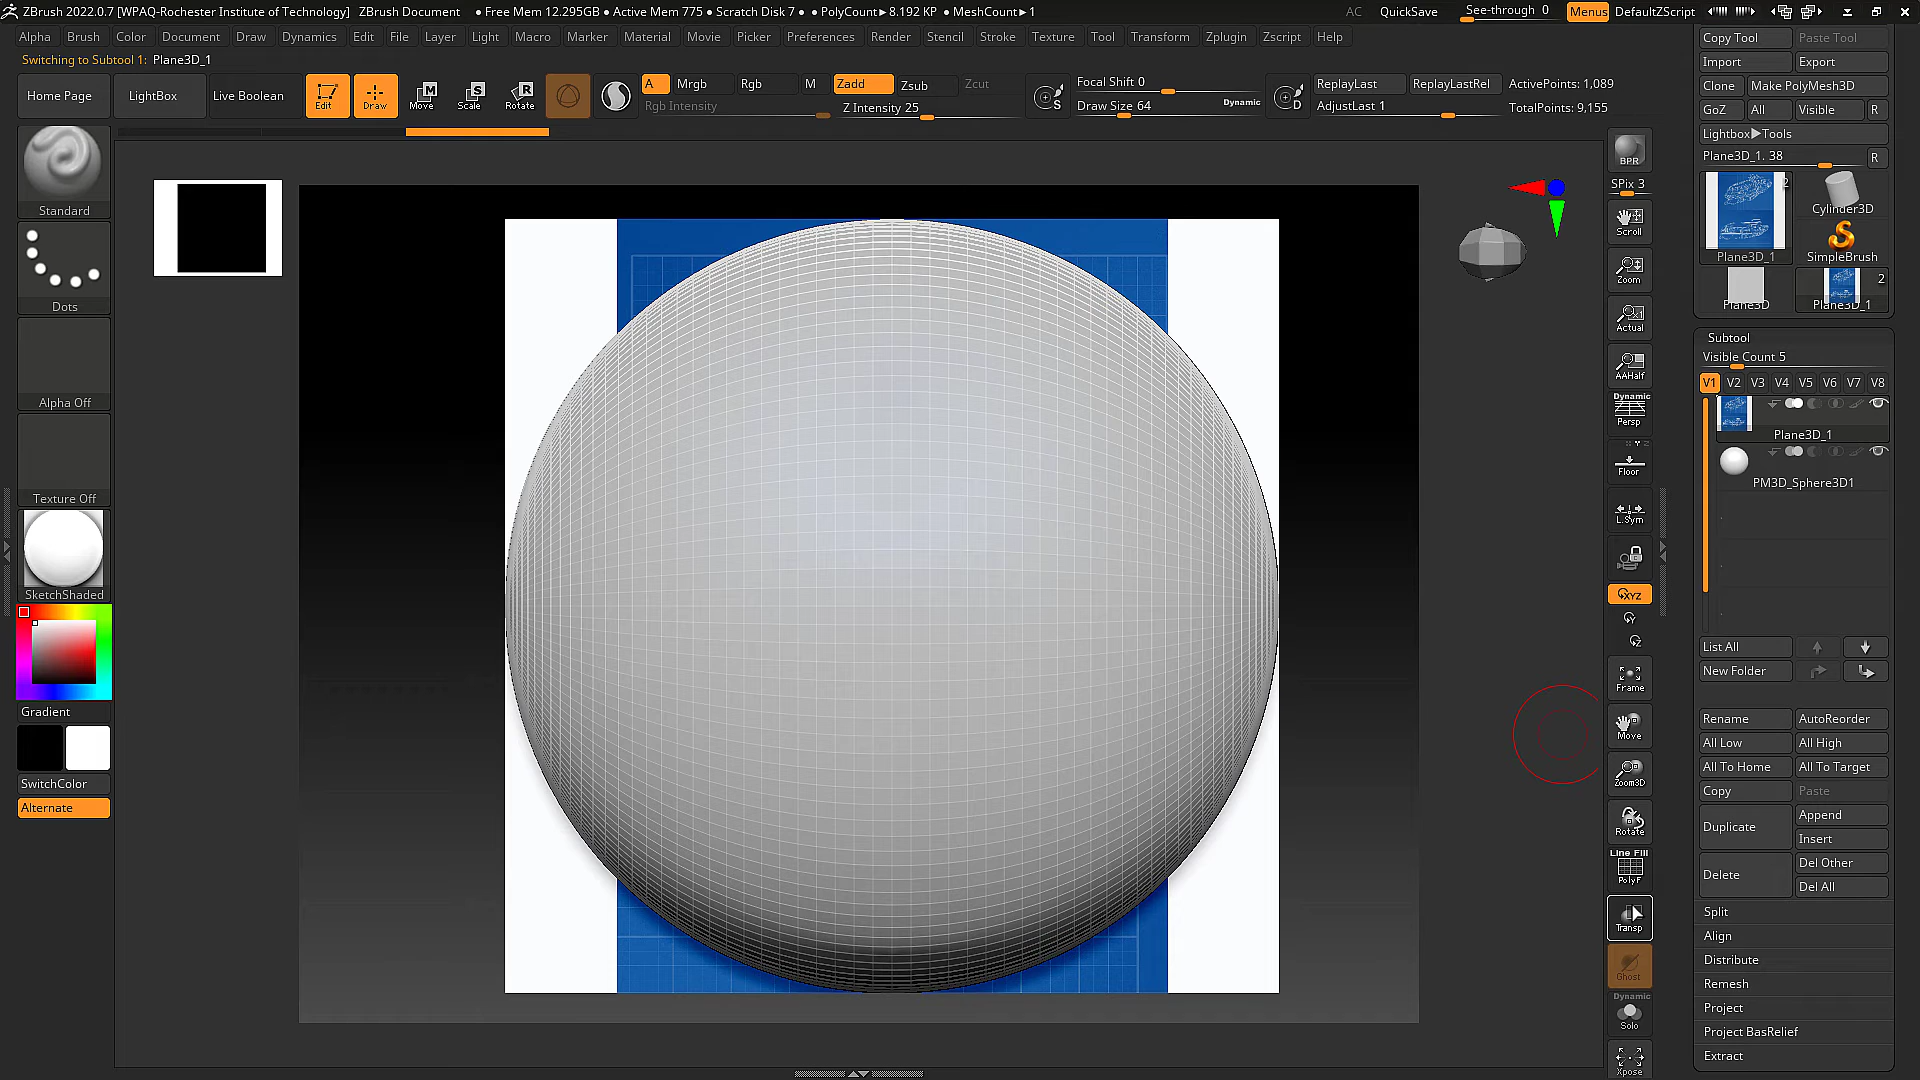 ZBrush 2022.0.7 [WPAQ-Rochester Institute of Technology] ZBrush Document • Free Mem 12.295GB • Active Mem 775 • Scratch Disk 7 • • PolyCount▸8.192 KP • MeshCount▸1 AC QuickSave See-through 0 Menus DefaultZScript
Alpha Brush Color Document Draw Dynamics Edit File Layer Light Macro Marker Material Movie Picker Preferences Render Stencil Stroke Texture Tool Transform Zplugin Zscript Help
Switching to Subtool 1: Plane3D_1
Home Page LightBox Live Boolean Edit Draw Move Scale Rotate
A Mrgb Rgb M Zadd Zsub Zcut
Rgb Intensity Z Intensity 25
S Focal Shift 0
Draw Size 64 Dynamic
D ReplayLast ReplayLastRel ActivePoints: 1,089
AdjustLast 1 TotalPoints: 9,155
Standard
Dots
Alpha Off
Texture Off
SketchShaded
Gradient
SwitchColor
Alternate
BPR
SPix 3
Scroll
Zoom
Actual
AAHalf
Dynamic
Persp
Floor
L.Sym
XYZ
Y
Z
Frame
Move
Zoom3D
Rotate
Line Fill
PolyF
Transp
Ghost
Dynamic
Solo
Xpose
Copy Tool Paste Tool
Import Export
Clone Make PolyMesh3D
GoZ All Visible R
Lightbox▸Tools
Plane3D_1. 38 R
2
Plane3D_1
Cylinder3D
SimpleBrush
Plane3D
2
Plane3D_1
Subtool
Visible Count 5
V1 V2 V3 V4 V5 V6 V7 V8
Plane3D_1
PM3D_Sphere3D1
List All
New Folder
Rename AutoReorder
All Low All High
All To Home All To Target
Copy Paste
Duplicate Append
Insert
Delete Del Other
Del All
Split
Align
Distribute
Remesh
Project
Project BasRelief
Extract